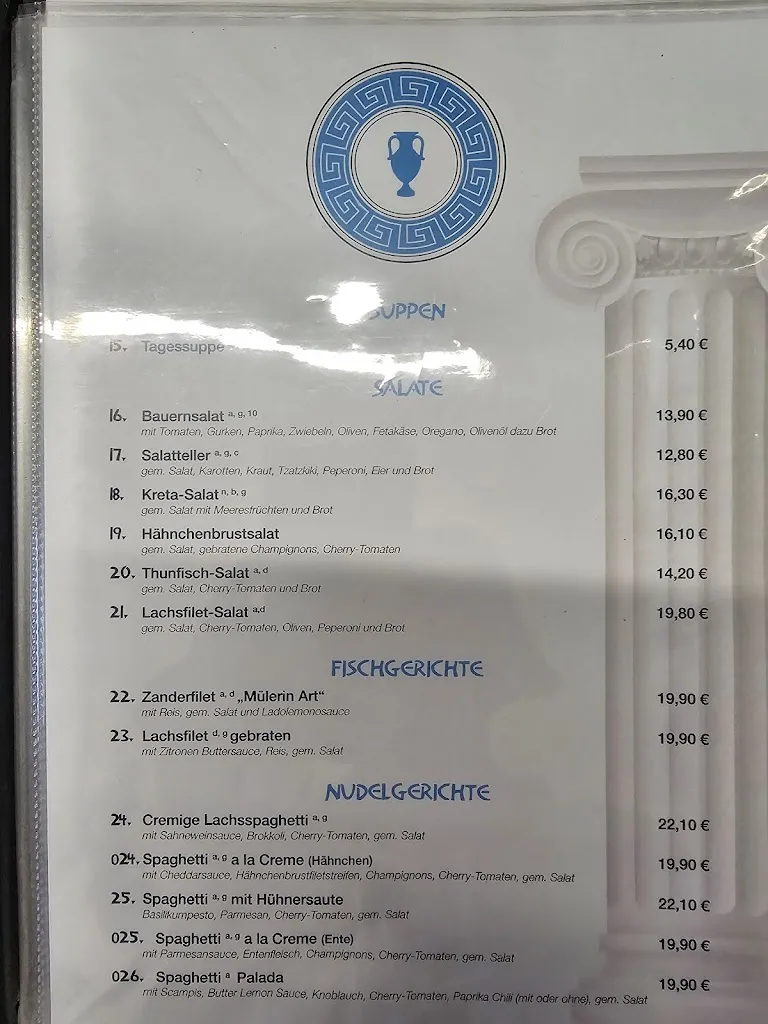 SUPPEN
15. Tagessuppe 5,40 €
SALATE
16. Bauernsalat a, g, 10 13,90 €
mit Tomaten, Gurken, Paprika, Zwiebeln, Oliven, Fetakäse, Oregano, Olivenöl dazu Brot
17. Salatteller a, g, c 12,80 €
gem. Salat, Karotten, Kraut, Tzatzkiki, Peperoni, Eier und Brot
18. Kreta-Salat n, b, g 16,30 €
gem. Salat mit Meeresfrüchten und Brot
19. Hähnchenbrustsalat 16,10 €
gem. Salat, gebratene Champignons, Cherry-Tomaten
20. Thunfisch-Salat a, d 14,20 €
gem. Salat, Cherry-Tomaten und Brot
21. Lachsfilet-Salat a,d 19,80 €
gem. Salat, Cherry-Tomaten, Oliven, Peperoni und Brot
FISCHGERICHTE
22. Zanderfilet a, d „Mülerin Art“ 19,90 €
mit Reis, gem. Salat und Ladolemonosauce
23. Lachsfilet d, g gebraten 19,90 €
mit Zitronen Buttersauce, Reis, gem. Salat
NUDELGERICHTE
24. Cremige Lachsspaghetti a, g 22,10 €
mit Sahneweinsauce, Brokkoli, Cherry-Tomaten, gem. Salat
024. Spaghetti a, g a la Creme (Hähnchen) 19,90 €
mit Cheddarsauce, Hähnchenbrustfiletstreifen, Champignons, Cherry-Tomaten, gem. Salat
25. Spaghetti a, g mit Hühnersaute 22,10 €
Basilikumpesto, Parmesan, Cherry-Tomaten, gem. Salat
025. Spaghetti a, g a la Creme (Ente) 19,90 €
mit Parmesansauce, Entenfleisch, Champignons, Cherry-Tomaten, gem. Salat
026. Spaghetti a Palada 19,90 €
mit Scampis, Butter Lemon Sauce, Knoblauch, Cherry-Tomaten, Paprika Chili (mit oder ohne), gem. Salat